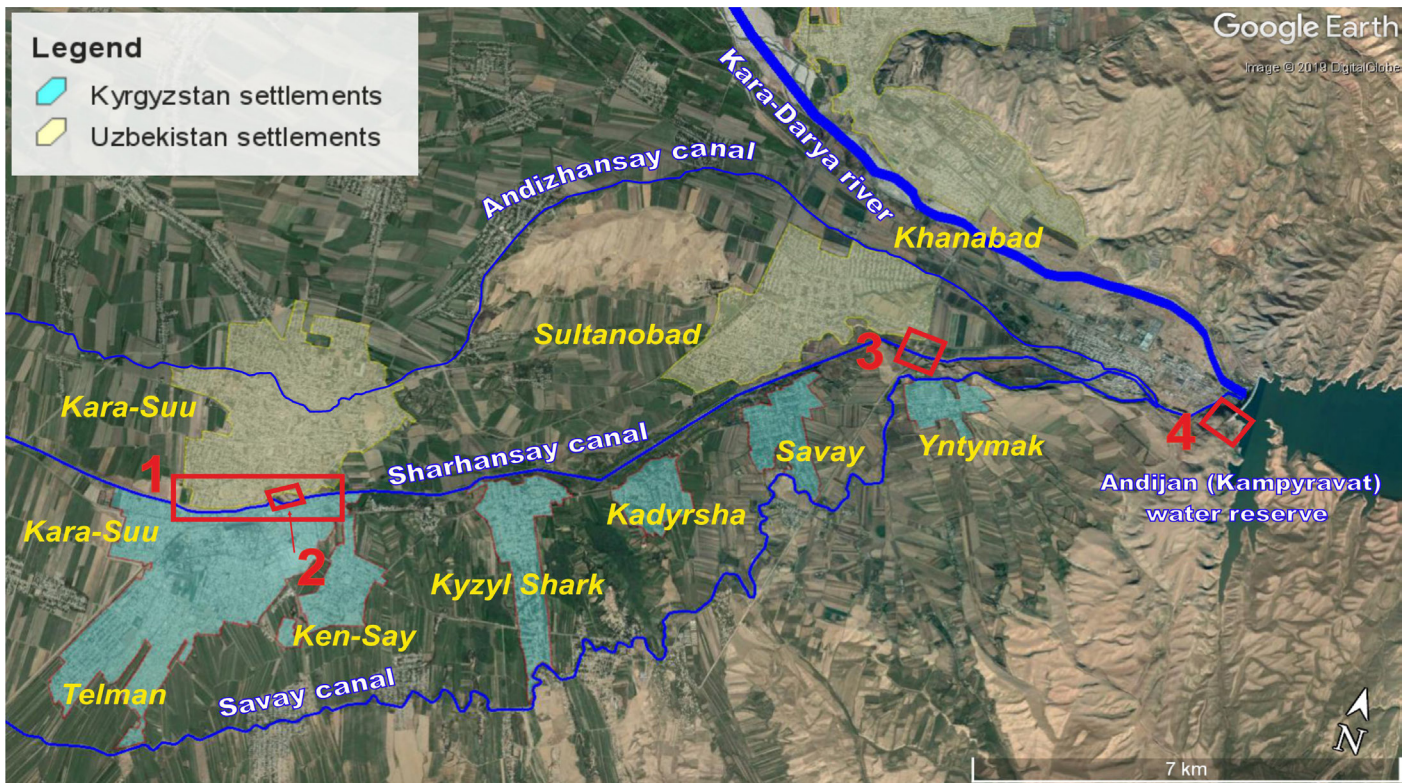 Legend
Kyrgyzstan settlements
Uzbekistan settlements
Google Earth
Image © 2019 DigitalGlobe
Kara-Darya river
Andizhansay canal
Khanabad
Sultanobad
3
Kara-Suu
Sharhansay canal
Savay
Yntymak
4
1
Andijan (Kampyravat)
water reserve
Kara-Suu
Kadyrsha
2
Kyzyl Shark
Ken-Say
Telman
Savay canal
N
7 km